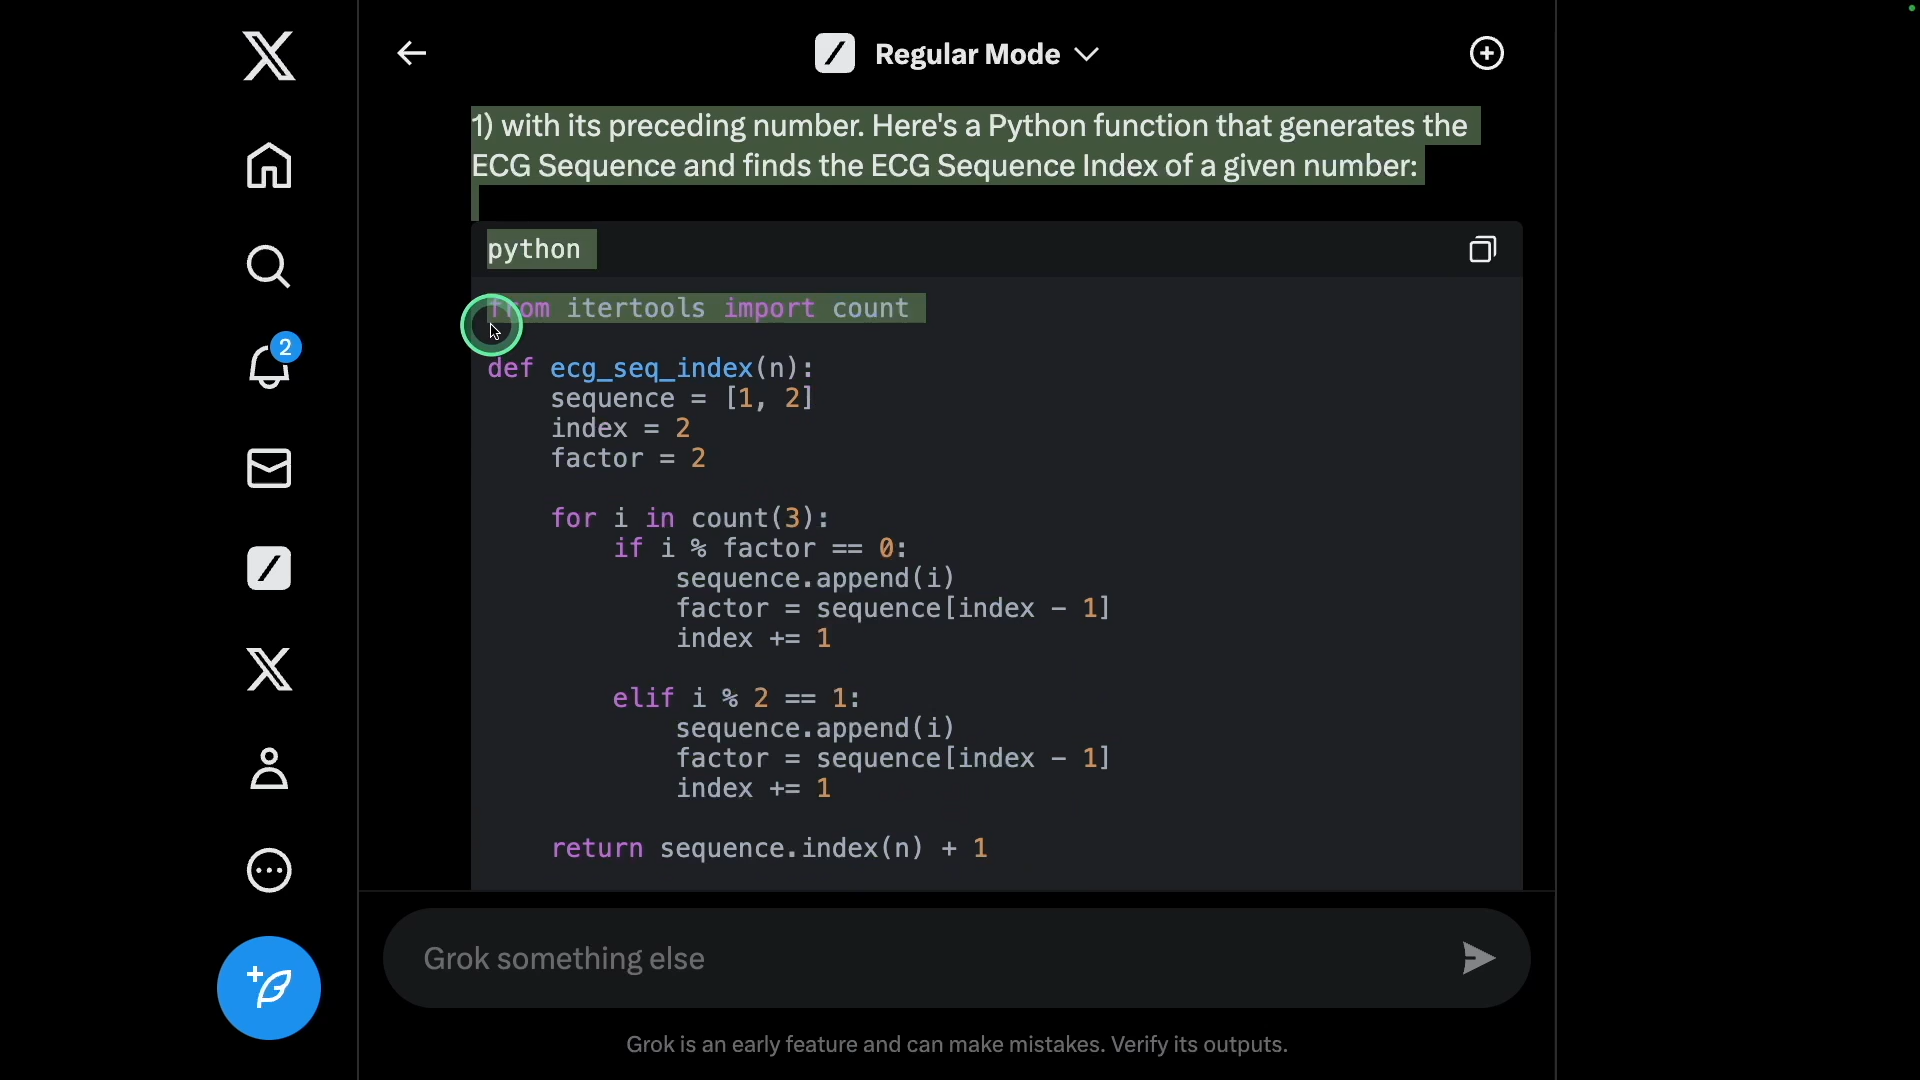 Regular Mode
1) with its preceding number. Here's a Python function that generates the
ECG Sequence and finds the ECG Sequence Index of a given number:
python
from itertools import count
def ecg_seq_index(n):
    sequence = [1, 2]
    index = 2
    factor = 2
    for i in count(3):
        if i % factor == 0:
            sequence.append(i)
            factor = sequence[index - 1]
            index += 1
        elif i % 2 == 1:
            sequence.append(i)
            factor = sequence[index - 1]
            index += 1
    return sequence.index(n) + 1
2
Grok something else
Grok is an early feature and can make mistakes. Verify its outputs.